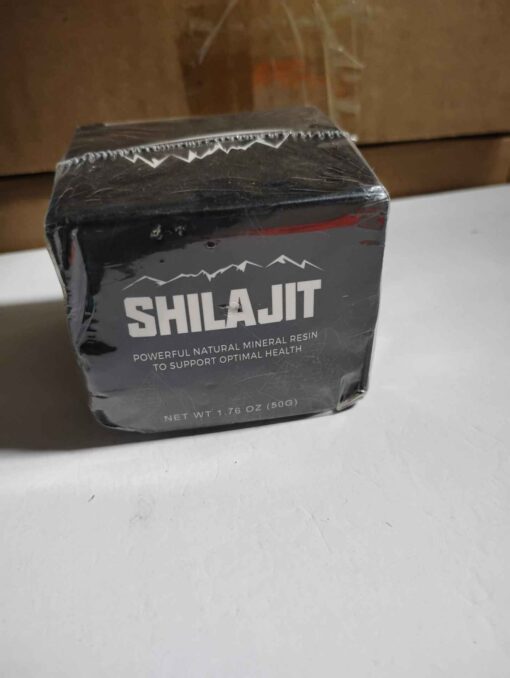 SHILAJIT
POWERFUL NATURAL MINERAL RESIN
TO SUPPORT OPTIMAL HEALTH
NET WT 1.76 OZ (50G)